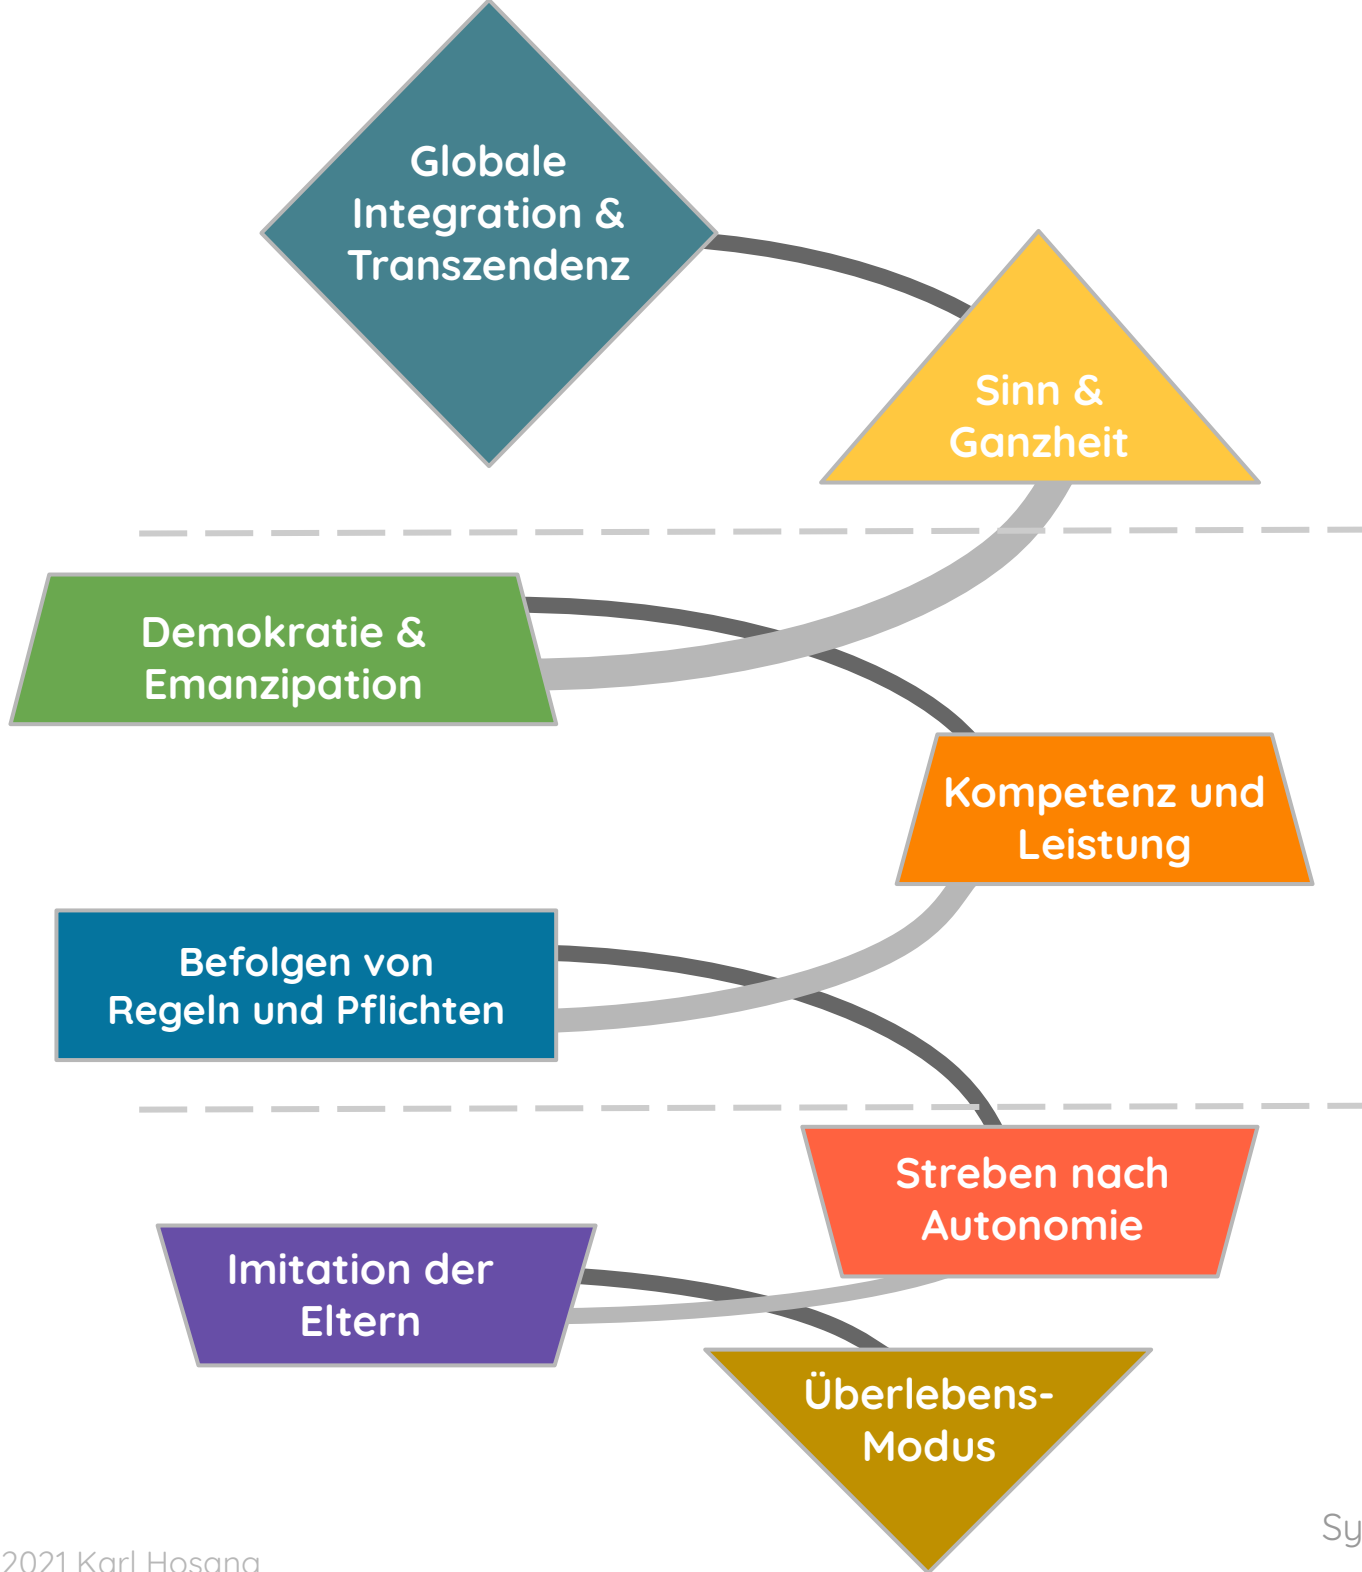 Globale
Integration &
Transzendenz
Sinn &
Ganzheit
Demokratie &
Emanzipation
Kompetenz und
Leistung
Befolgen von
Regeln und Pflichten
Streben nach
Autonomie
Imitation der
Eltern
Überlebens-
Modus
Sy
2021 Karl Hosang